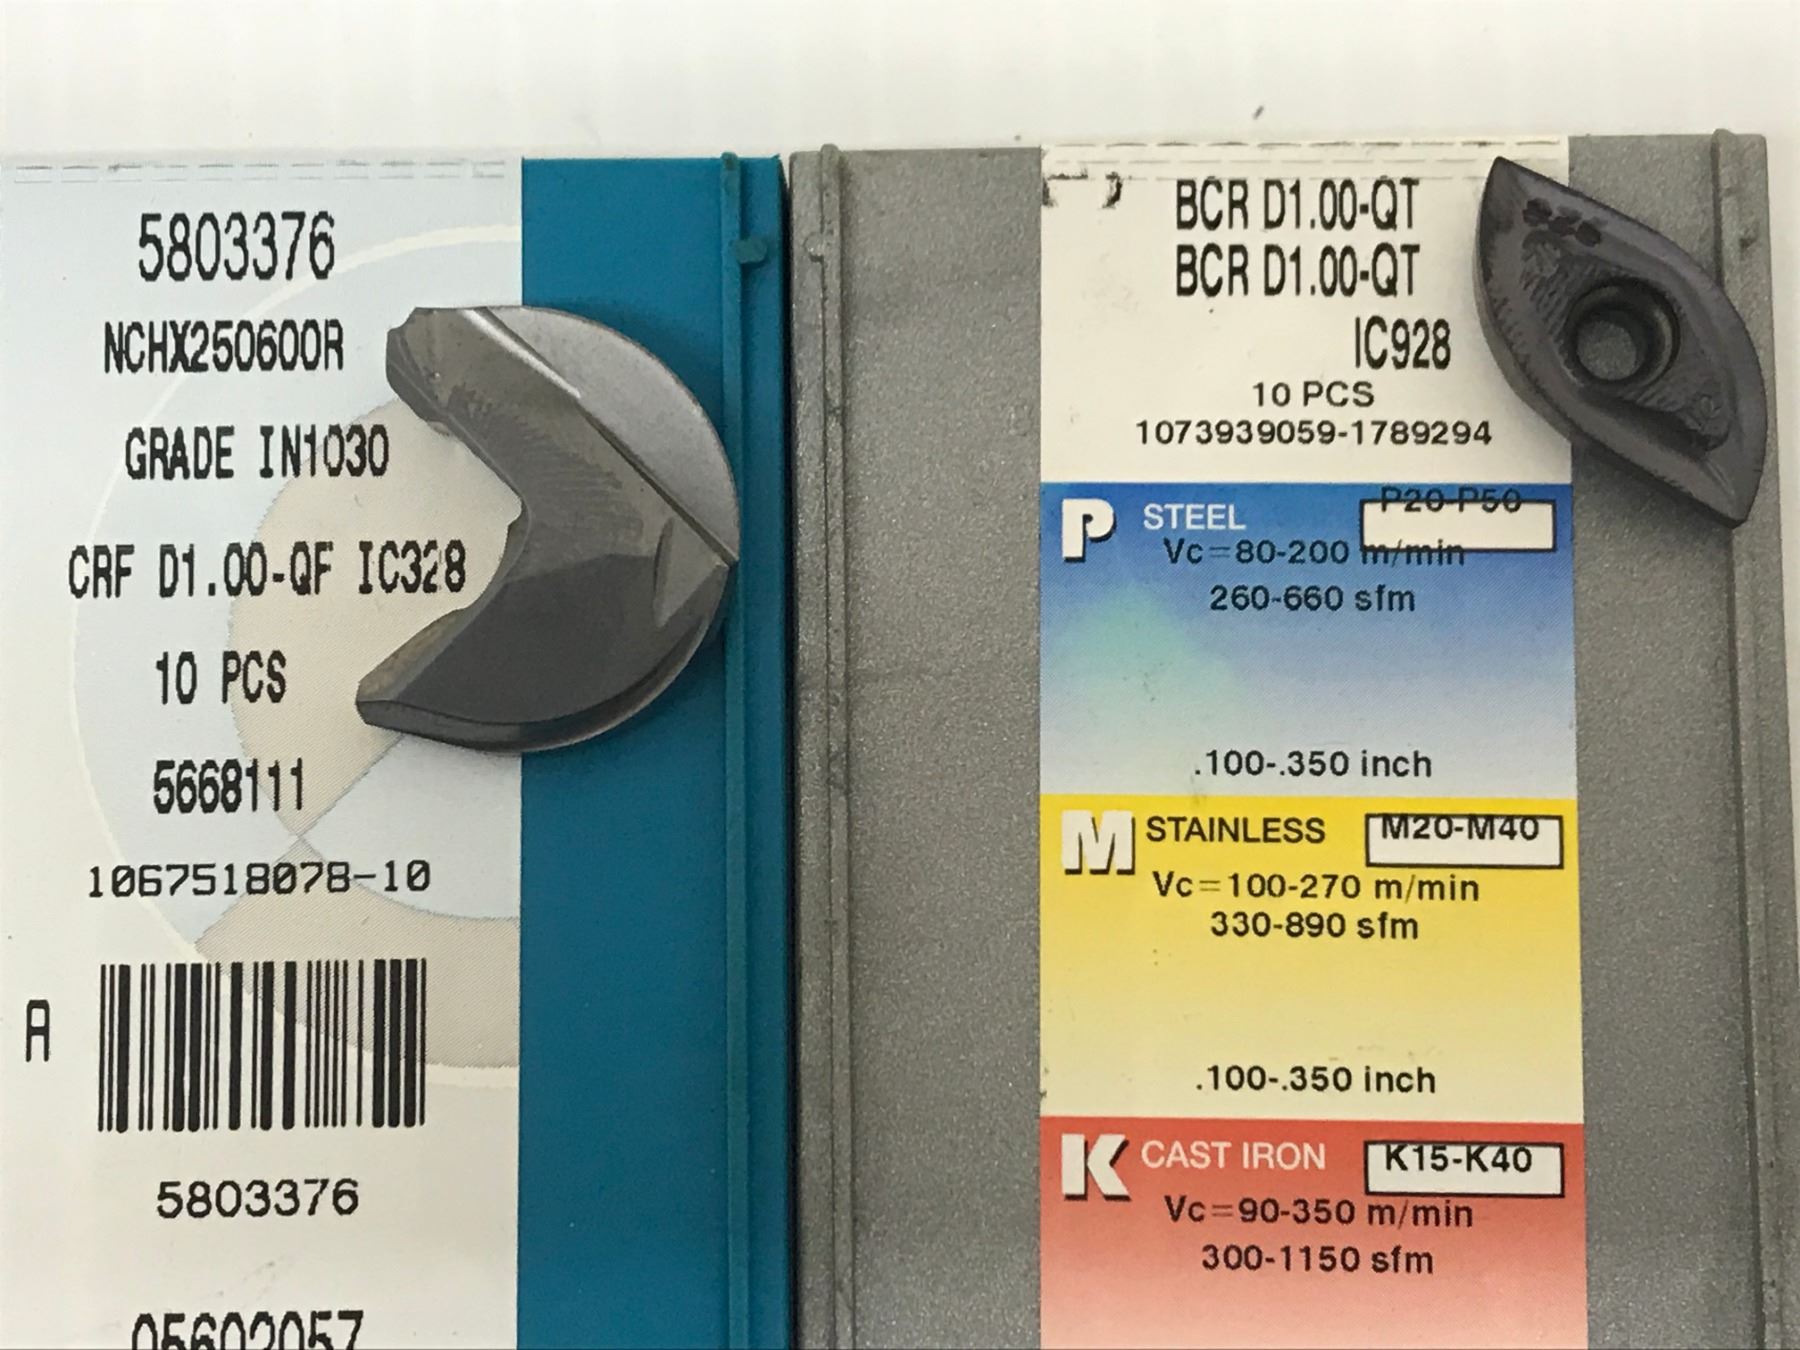 5803376
NCHX250600R
GRADE IN1030
CRF D1.00-QF IC328
10 PCS
5668111
1067518078-10
A
5803376
05602057
BCR D1.00-QT
BCR D1.00-QT
IC928
10 PCS
1073939059-1789294
P STEEL P20-P50
Vc=80-200 m/min
260-660 sfm
.100-.350 inch
M STAINLESS M20-M40
Vc=100-270 m/min
330-890 sfm
.100-.350 inch
K CAST IRON K15-K40
Vc=90-350 m/min
300-1150 sfm